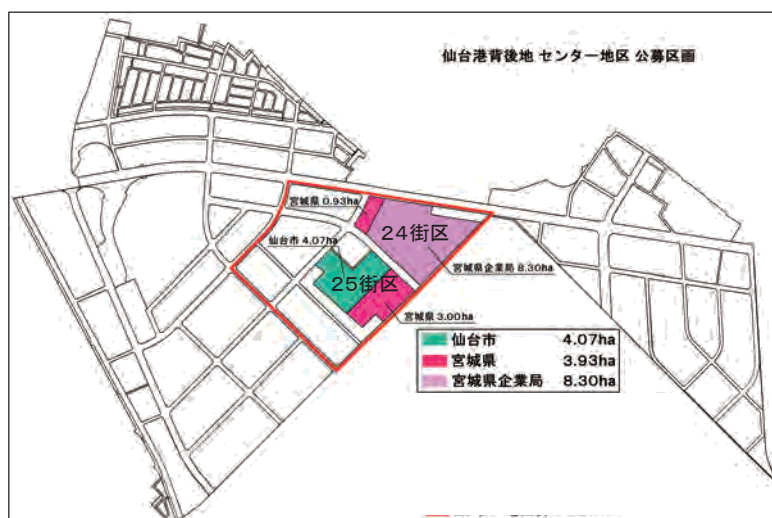 仙台港背後地 センター地区 公募区画
宮城県 0.93ha
24街区
仙台市 4.07ha
宮城県企業局 8.30ha
25街区
宮城県 3.00ha
仙台市 4.07ha
宮城県 3.93ha
宮城県企業局 8.30ha